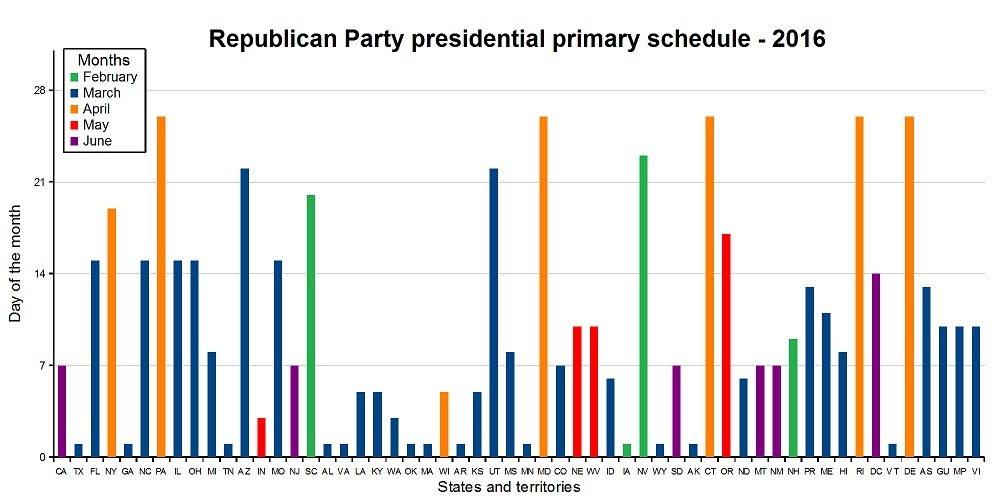 Republican Party presidential primary schedule - 2016
Months
February
March
April
May
June
Day of the month
28
21
14
7
0
CA TX FL NY GA NC PA IL OH MI TN AZ IN MO NJ SC AL VA LA KY WA OK MA WI AR KS UT MS MN MD CO NE WV ID IA NV WY SD AK CT OR ND MT NM NH PR ME HI RI DC VT DE AS GU MP VI
States and territories